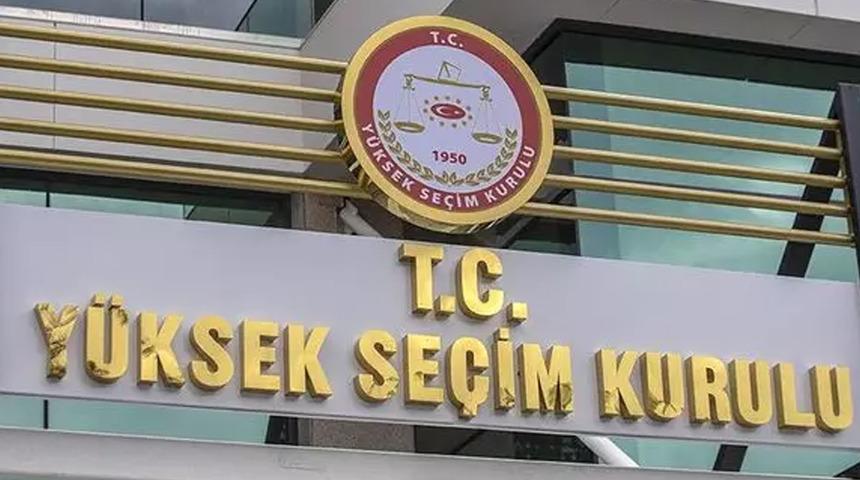 T.C.
1950
YÜKSEK SEÇİM KURULU
T.C.
YÜKSEK SEÇİM KURULU